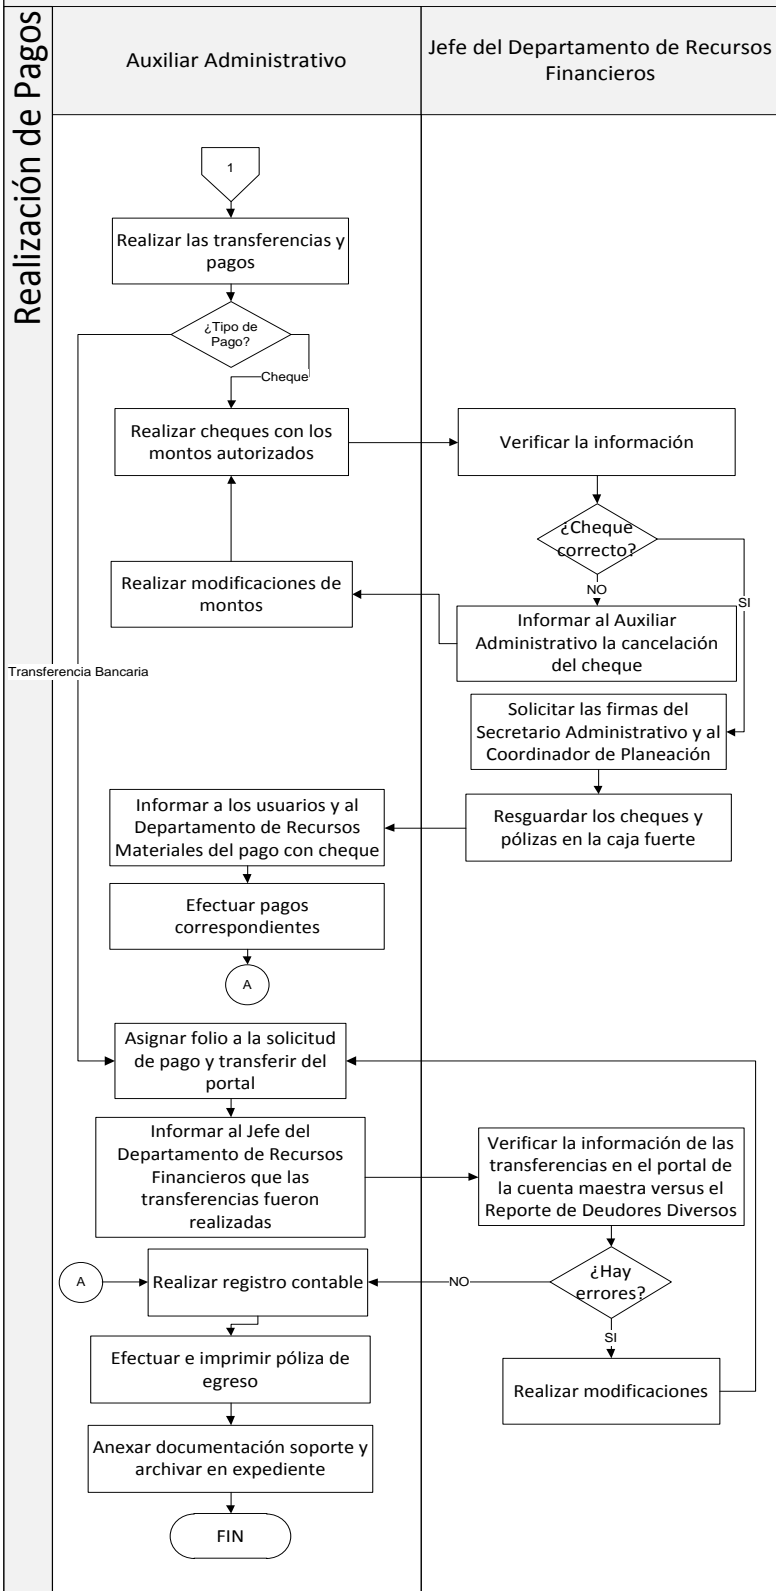 Realización de Pagos
Auxiliar Administrativo
Jefe del Departamento de Recursos
Financieros
1
Realizar las transferencias y
pagos
¿Tipo de
Pago?
Cheque
Realizar cheques con los
montos autorizados
Verificar la información
¿Cheque
correcto?
NO
SI
Realizar modificaciones de
montos
Informar al Auxiliar
Administrativo la cancelación
del cheque
Transferencia Bancaria
Solicitar las firmas del
Secretario Administrativo y al
Coordinador de Planeación
Informar a los usuarios y al
Departamento de Recursos
Materiales del pago con cheque
Resguardar los cheques y
pólizas en la caja fuerte
Efectuar pagos
correspondientes
A
Asignar folio a la solicitud
de pago y transferir del
portal
Informar al Jefe del
Departamento de Recursos
Financieros que las
transferencias fueron
realizadas
Verificar la información de las
transferencias en el portal de
la cuenta maestra versus el
Reporte de Deudores Diversos
A
Realizar registro contable
NO
¿Hay
errores?
SI
Efectuar e imprimir póliza de
egreso
Realizar modificaciones
Anexar documentación soporte y
archivar en expediente
FIN